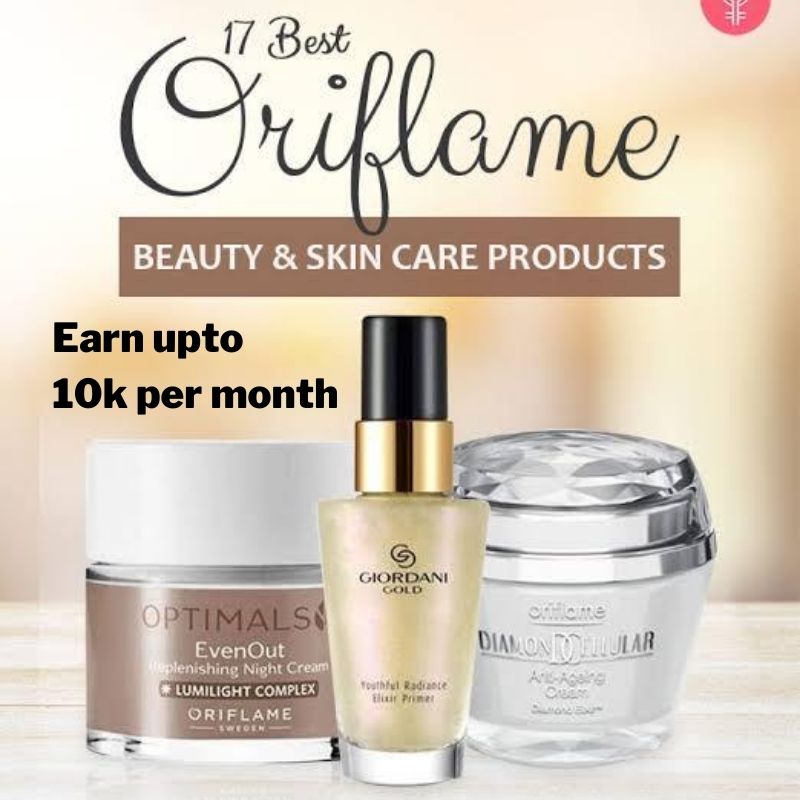 17 Best
Oriflame
BEAUTY & SKIN CARE PRODUCTS
Earn upto
10k per month
OPTIMALS
EvenOut
Replenishing Night Cream
LUMILIGHT COMPLEX
ORIFLAME
SWEDEN
GIORDANI
GOLD
Youthful Radiance
Elixir Primer
oriflame
DIAMOND CELLULAR
Anti-Ageing
Cream